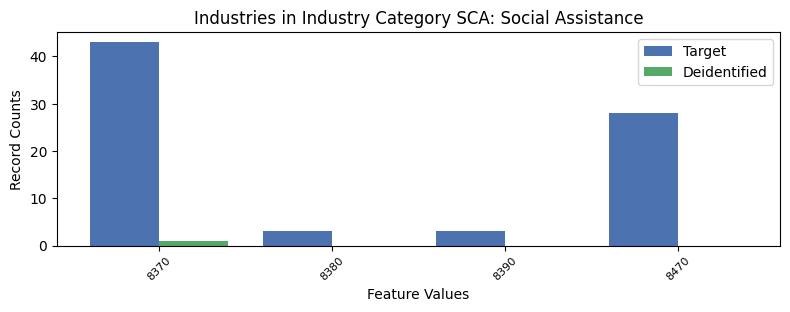 Industries in Industry Category SCA: Social Assistance
Target
Deidentified
Record Counts
40
30
20
10
0
8370
8380
8390
8470
Feature Values